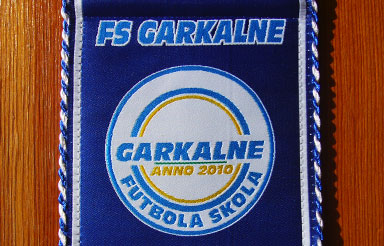 FS GARKALNE
GARKALNE
ANNO 2010
FUTBOLA SKOLA